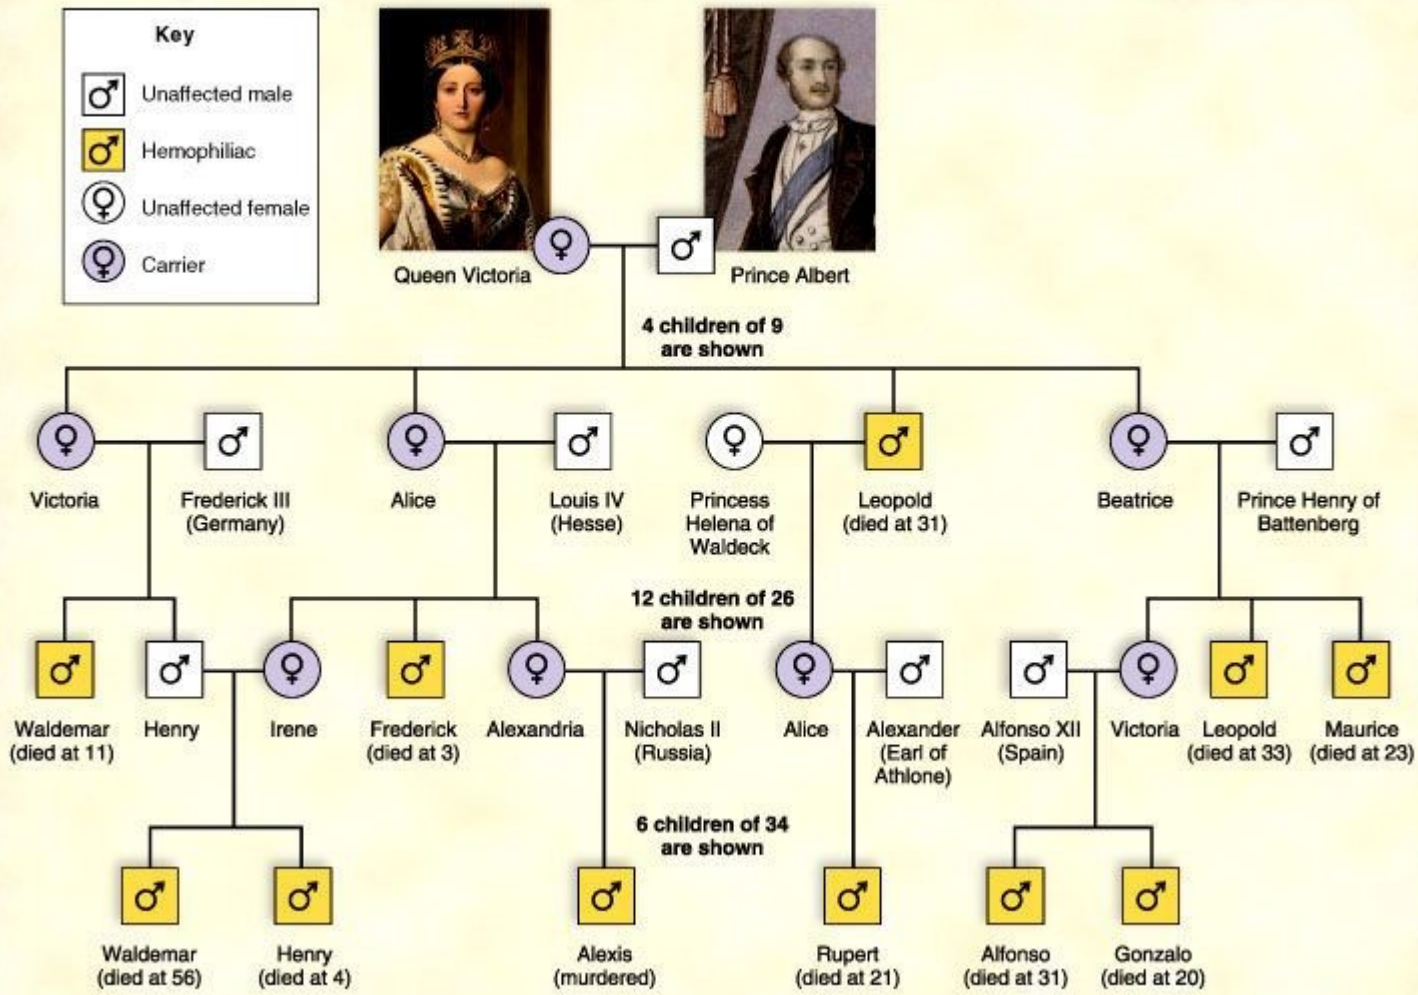 Key
Unaffected male
Hemophiliac
Unaffected female
Carrier
Queen Victoria
Prince Albert
4 children of 9
are shown
Victoria
Frederick III
(Germany)
Alice
Louis IV
(Hesse)
Princess
Helena of
Waldeck
Leopold
(died at 31)
Beatrice
Prince Henry of
Battenberg
12 children of 26
are shown
Waldemar
(died at 11)
Henry
Irene
Frederick
(died at 3)
Alexandria
Nicholas II
(Russia)
Alice
Alexander
(Earl of
Athlone)
Alfonso XII
(Spain)
Victoria
Leopold
(died at 33)
Maurice
(died at 23)
6 children of 34
are shown
Waldemar
(died at 56)
Henry
(died at 4)
Alexis
(murdered)
Rupert
(died at 21)
Alfonso
(died at 31)
Gonzalo
(died at 20)